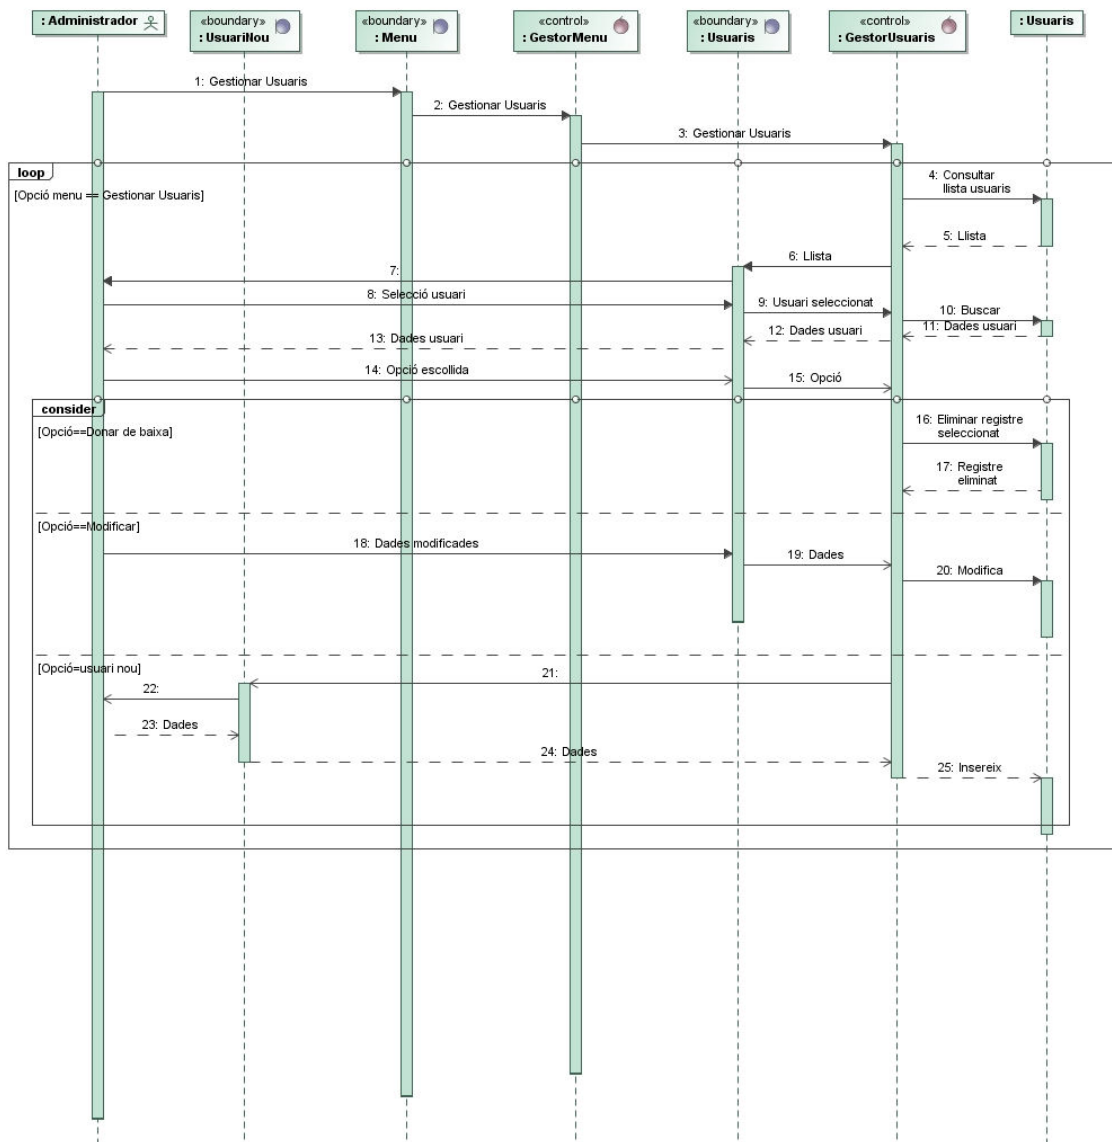 : Administrador
«boundary»
: UsuariNou
«boundary»
: Menu
«control»
: GestorMenu
«boundary»
: Usuaris
«control»
: GestorUsuaris
: Usuaris
1: Gestionar Usuaris
2: Gestionar Usuaris
3: Gestionar Usuaris
loop
[Opció menu == Gestionar Usuaris]
4: Consultar
llista usuaris
5: Llista
6: Llista
7:
8: Selecció usuari
9: Usuari seleccionat
10: Buscar
11: Dades usuari
12: Dades usuari
13: Dades usuari
14: Opció escollida
15: Opció
consider
[Opció==Donar de baixa]
16: Eliminar registre
seleccionat
17: Registre
eliminat
[Opció==Modificar]
18: Dades modificades
19: Dades
20: Modifica
[Opció=usuari nou]
21:
22:
23: Dades
24: Dades
25: Insereix